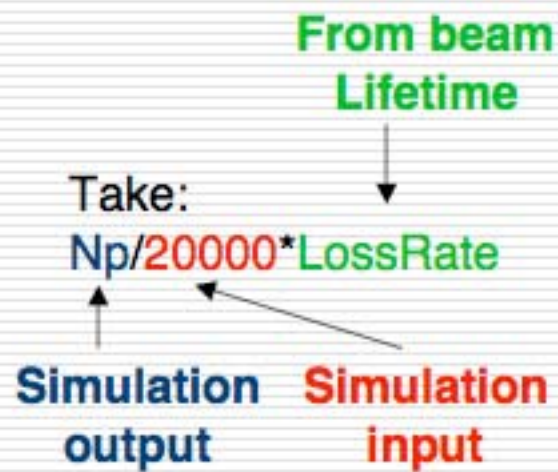 From beam
Lifetime
Take:
Np/20000*LossRate
Simulation
output
Simulation
input